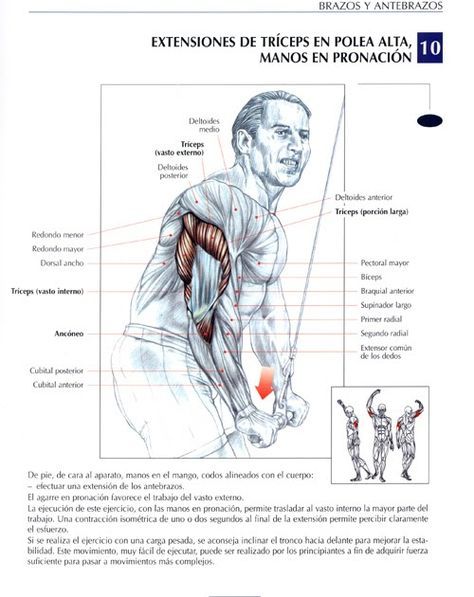 BRAZOS Y ANTEBRAZOS
EXTENSIONES DE TRÍCEPS EN POLEA ALTA,
MANOS EN PRONACIÓN
10
Deltoides
medio
Tríceps
(vasto externo)
Deltoides
posterior
Redondo menor
Redondo mayor
Dorsal ancho
Tríceps (vasto interno)
Ancóneo
Cubital posterior
Cubital anterior
Deltoides anterior
Tríceps (porción larga)
Pectoral mayor
Bíceps
Braquial anterior
Supinador largo
Primer radial
Segundo radial
Extensor común
de los dedos
De pie, de cara al aparato, manos en el mango, codos alineados con el cuerpo:
– efectuar una extensión de los antebrazos.
El agarre en pronación favorece el trabajo del vasto externo.
La ejecución de este ejercicio, con las manos en pronación, permite trasladar al vasto interno la mayor parte del
trabajo. Una contracción isométrica de uno o dos segundos al final de la extensión permite percibir claramente
el esfuerzo.
Si se realiza el ejercicio con una carga pesada, se aconseja inclinar el tronco hacia delante para mejorar la esta-
bilidad. Este movimiento, muy fácil de ejecutar, puede ser realizado por los principiantes a fin de adquirir fuerza
suficiente para pasar a movimientos más complejos.